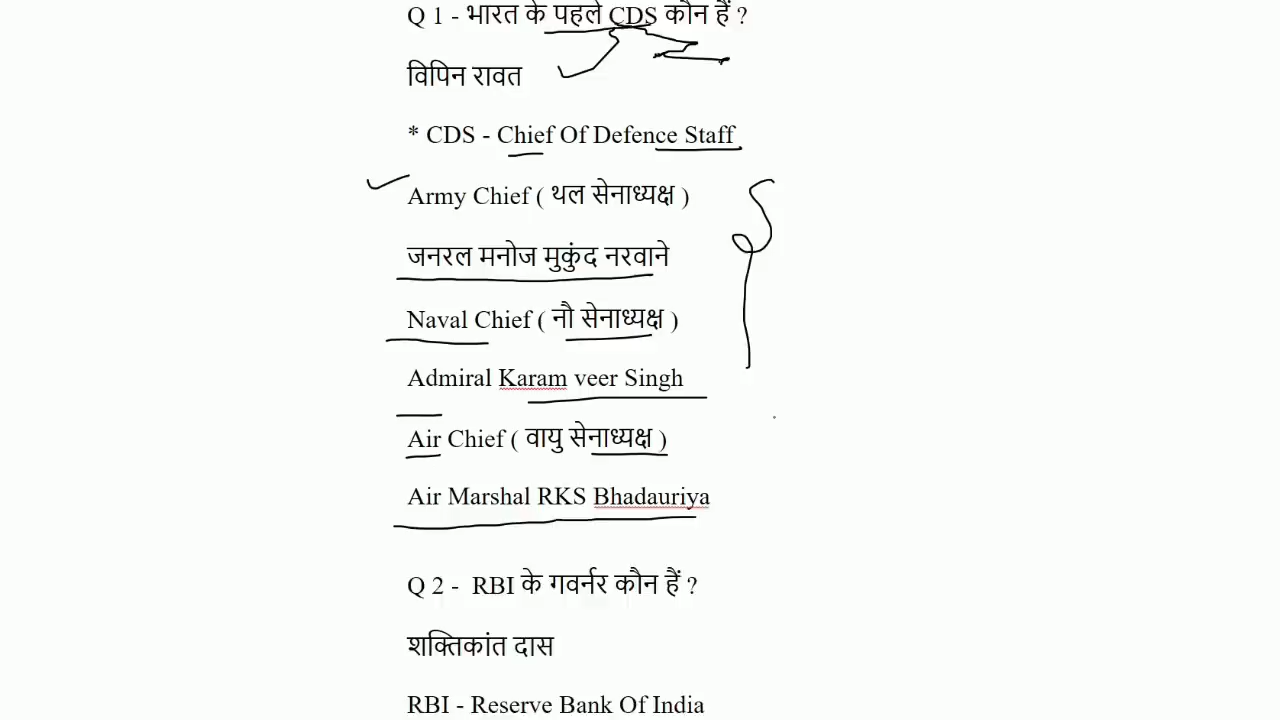 Q 1 - भारत के पहले CDS कौन हैं ?
विपिन रावत
* CDS - Chief Of Defence Staff
Army Chief ( थल सेनाध्यक्ष )
जनरल मनोज मुकुंद नरवाने
Naval Chief ( नौ सेनाध्यक्ष )
Admiral Karam veer Singh
Air Chief ( वायु सेनाध्यक्ष )
Air Marshal RKS Bhadauriya
Q 2 - RBI के गवर्नर कौन हैं ?
शक्तिकांत दास
RBI - Reserve Bank Of India